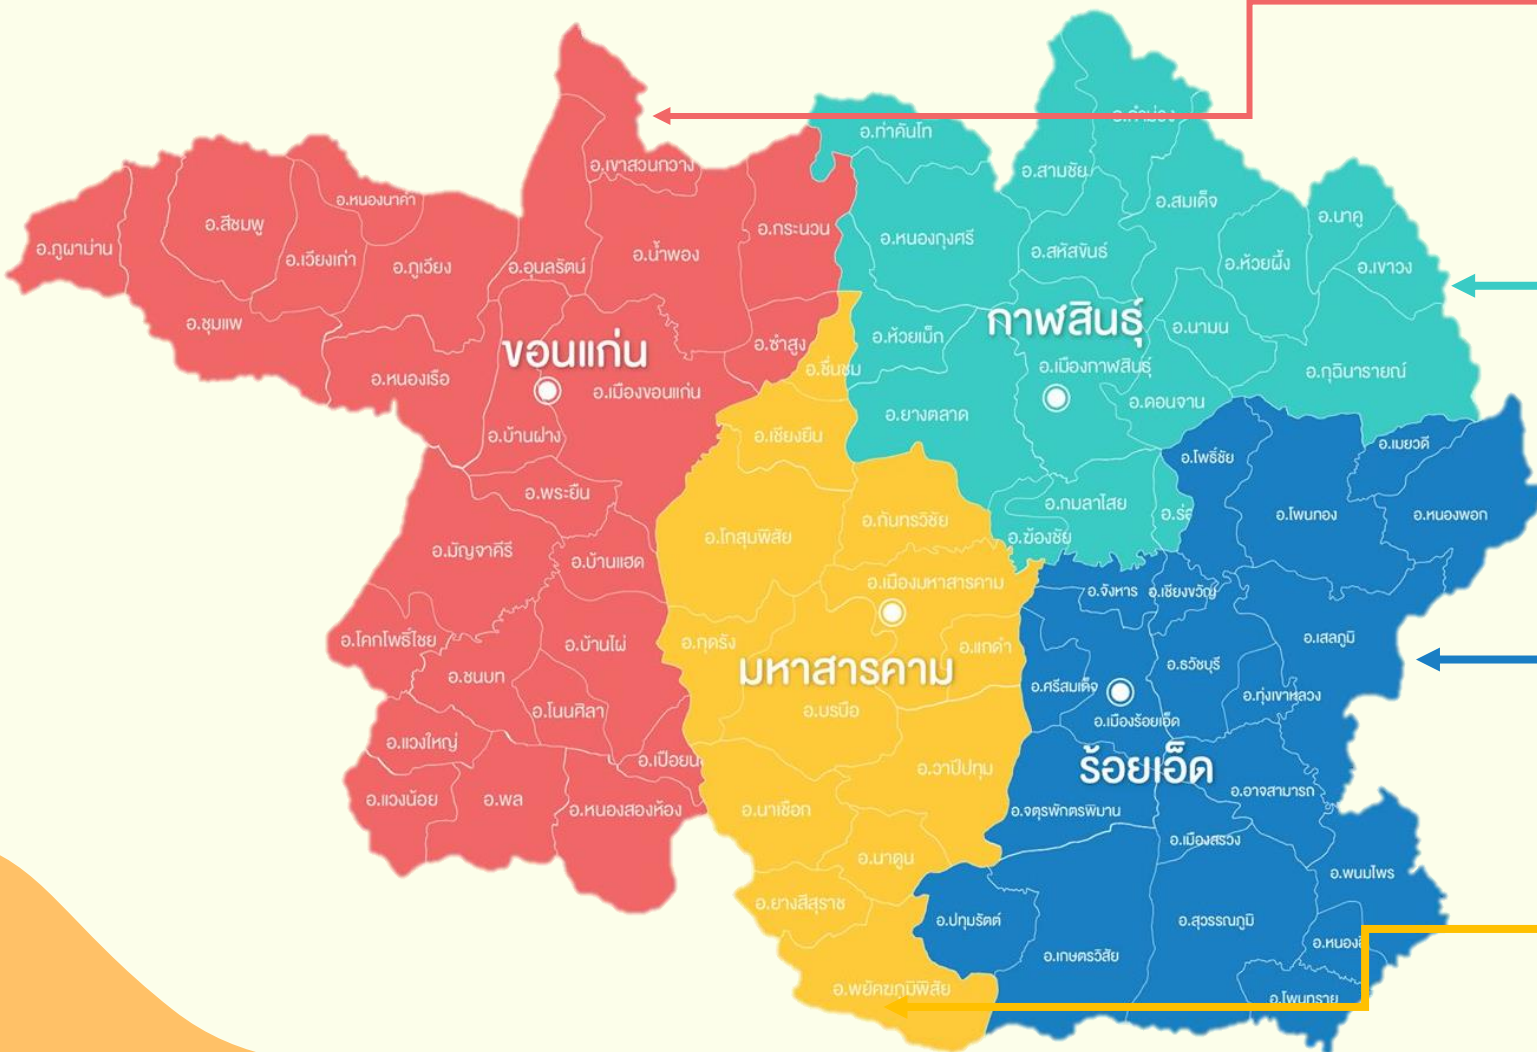 อ.ภูผาม่าน
อ.สีชมพู
อ.หนองนาคำ
อ.เวียงเก่า
อ.ภูเวียง
อ.ชุมแพ
อ.หนองเรือ
อ.เขาสวนกวาง
อ.อุบลรัตน์
อ.น้ำพอง
อ.กระนวน
อ.ซำสูง
ขอนแก่น
อ.เมืองขอนแก่น
อ.บ้านฝาง
อ.พระยืน
อ.มัญจาคีรี
อ.บ้านแฮด
อ.โคกโพธิ์ไชย
อ.บ้านไผ่
อ.ชนบท
อ.โนนศิลา
อ.แวงใหญ่
อ.แวงน้อย
อ.พล
อ.หนองสองห้อง
อ.ท่าคันโท
อ.สามชัย
อ.สมเด็จ
อ.หนองกุงศรี
อ.สหัสขันธ์
อ.ห้วยผึ้ง
อ.นาคู
อ.เขาวง
กาฬสินธุ์
อ.ห้วยเม็ก
อ.นามน
อ.เมืองกาฬสินธุ์
อ.กุฉินารายณ์
อ.ยางตลาด
อ.ดอนจาน
อ.กมลาไสย
อ.ฆ้องชัย
อ.ชื่นชม
อ.เชียงยืน
อ.โกสุมพิสัย
อ.กันทรวิชัย
อ.เมืองมหาสารคาม
อ.กุดรัง
อ.แกดำ
มหาสารคาม
อ.บรบือ
อ.วาปีปทุม
อ.นาเชือก
อ.นาดูน
อ.ยางสีสุราช
อ.พยัคฆภูมิพิสัย
อ.โพธิ์ชัย
อ.เมยวดี
อ.โพนทอง
อ.หนองพอก
อ.จังหาร
อ.เชียงขวัญ
อ.เสลภูมิ
อ.ธวัชบุรี
อ.ศรีสมเด็จ
อ.ทุ่งเขาหลวง
อ.เมืองร้อยเอ็ด
ร้อยเอ็ด
อ.อาจสามารถ
อ.จตุรพักตรพิมาน
อ.เมืองสรวง
อ.พนมไพร
อ.ปทุมรัตต์
อ.สุวรรณภูมิ
อ.เกษตรวิสัย
อ.โพนทราย